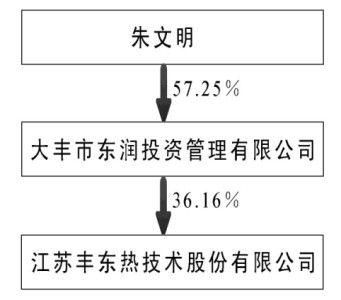 朱文明
57.25%
大丰市东润投资管理有限公司
36.16%
江苏丰东热技术股份有限公司